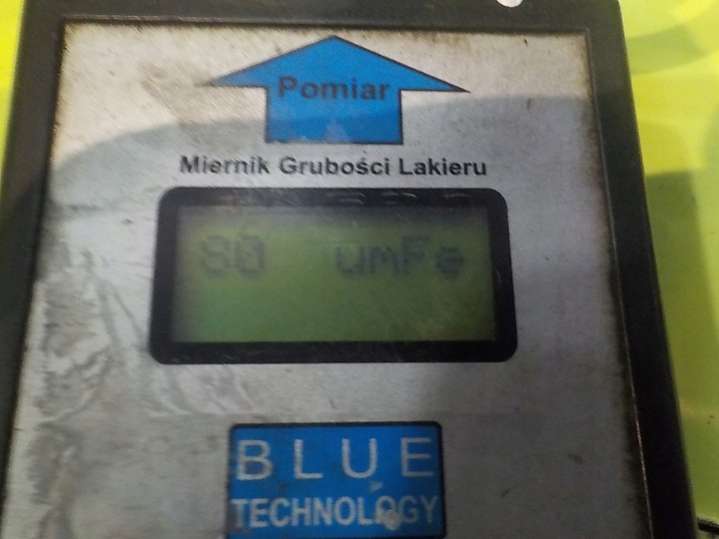 Pomiar
Miernik Grubości Lakieru
80 umFe
BLUE
TECHNOLOGY